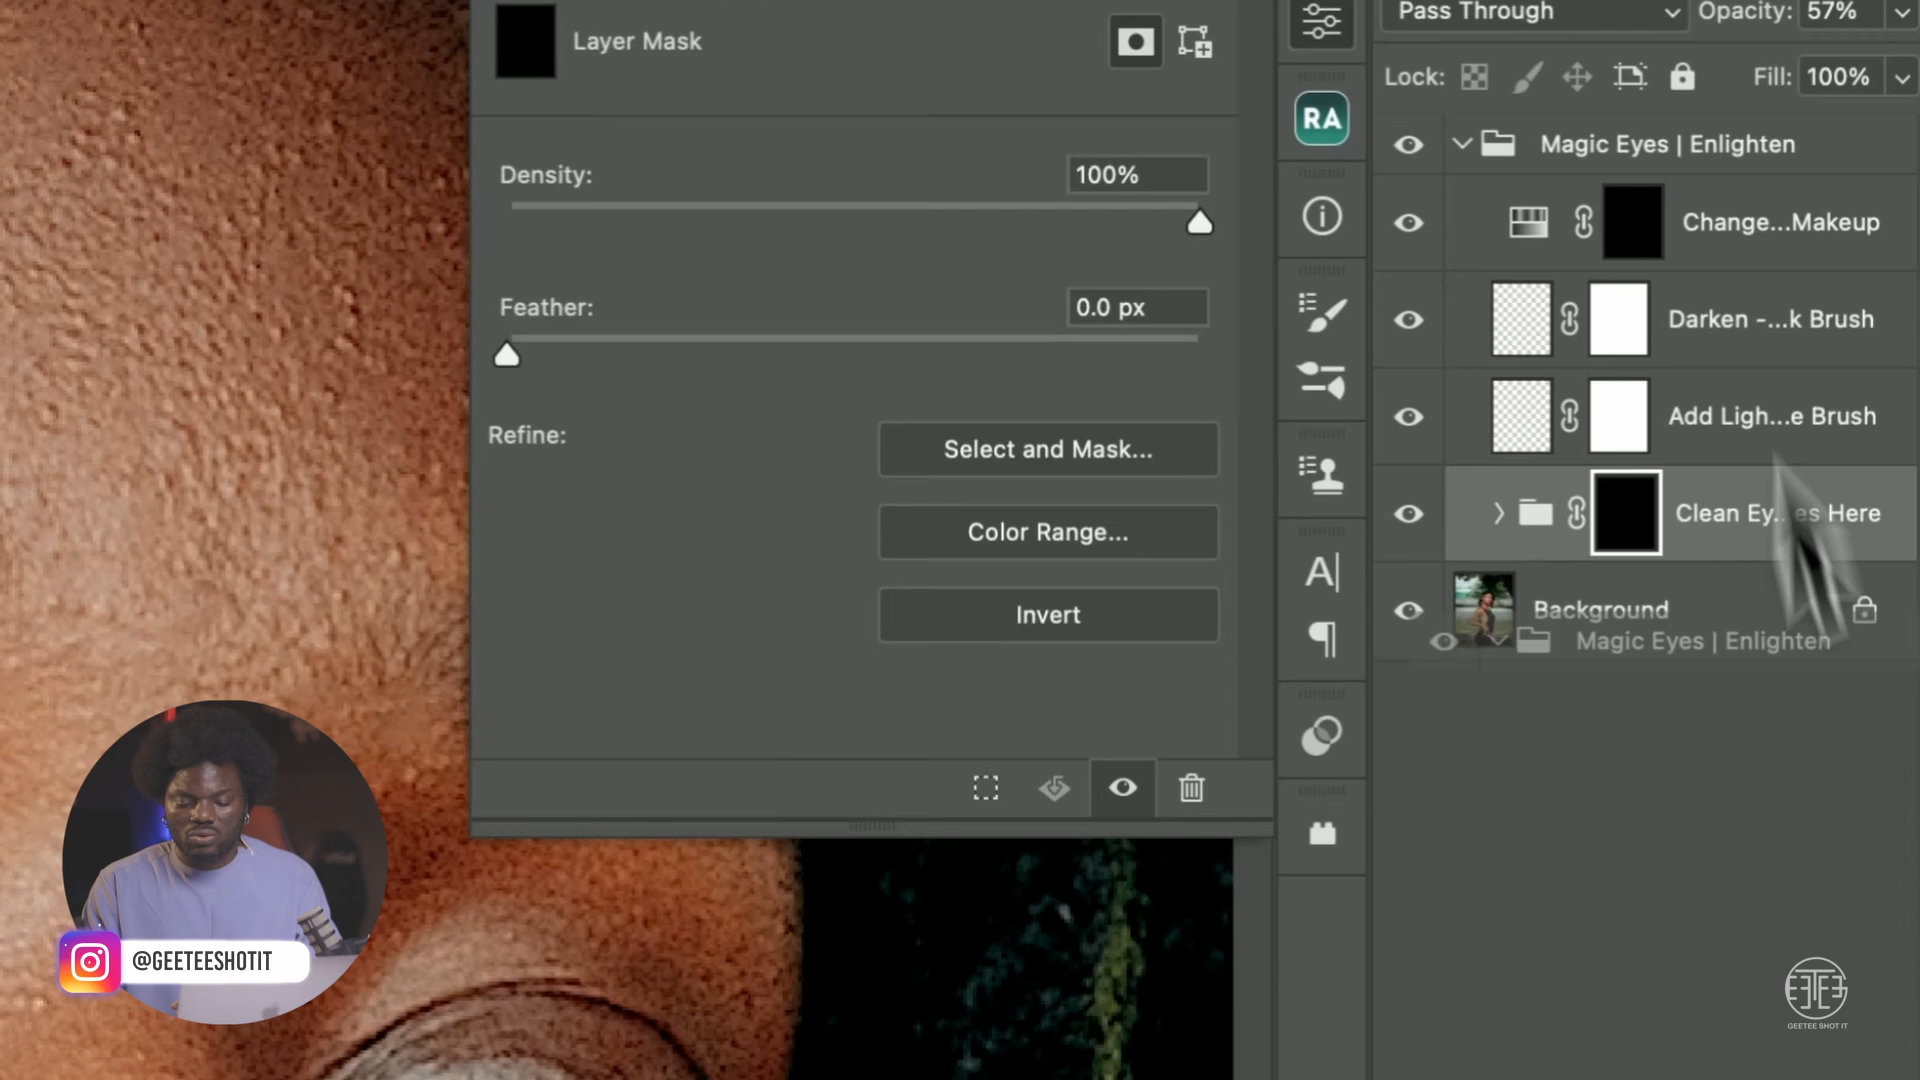 Pass Through
Opacity: 57%
Layer Mask
Lock:
Fill: 100%
RA
Magic Eyes | Enlighten
Density: 100%
Change...Makeup
Feather: 0.0 px
Darken -...k Brush
Add Ligh...e Brush
Refine:
Select and Mask...
Color Range...
Clean Ey...es Here
Invert
Background
Magic Eyes | Enlighten
@GEETEESHOTIT
GEETEE SHOT IT